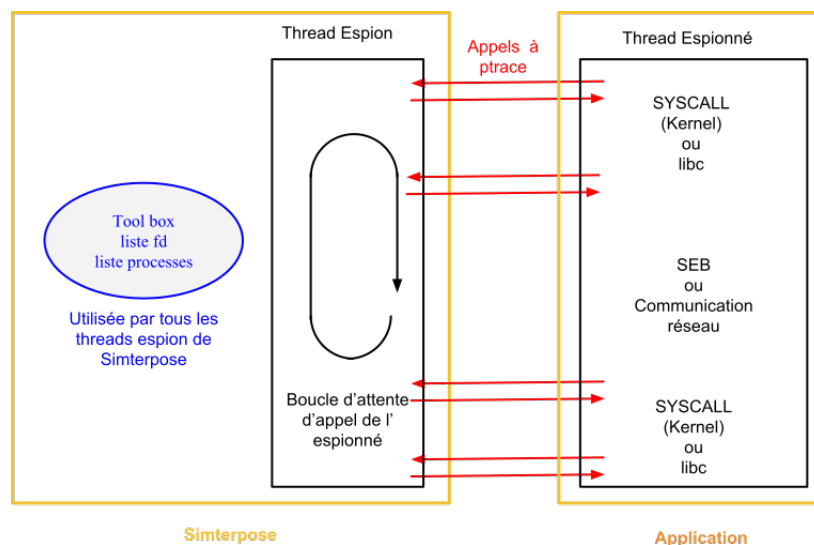 Thread Espion
Appels à
ptrace
Thread Espionné
SYSCALL
(Kernel)
ou
libc
Tool box
liste fd
liste processes
Utilisée par tous les
threads espion de
Simterpose
SEB
ou
Communication
réseau
Boucle d'attente
d'appel de l'
espionné
SYSCALL
(Kernel)
ou
libc
Simterpose
Application